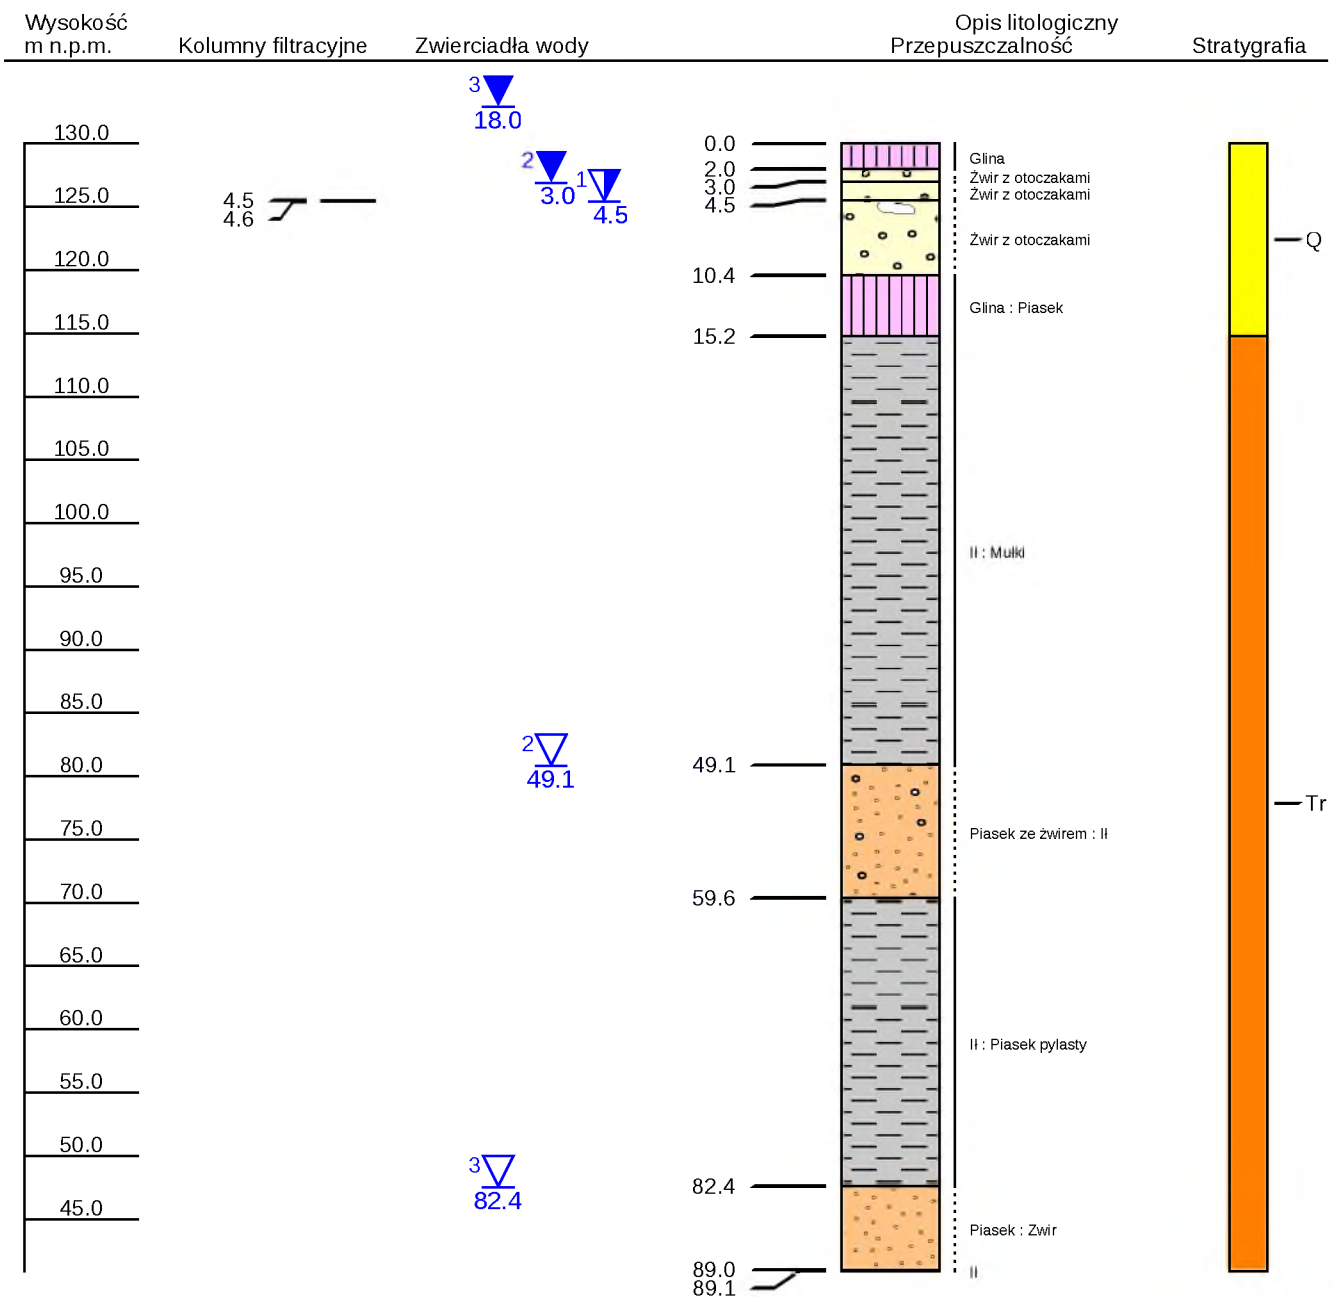 Wysokość
m n.p.m.
Kolumny filtracyjne
Zwierciadła wody
Opis litologiczny
Przepuszczalność
Stratygrafia
3
18.0
130.0
0.0
2
3.0
1
4.5
Glina
2.0
Żwir z otoczakami
3.0
Żwir z otoczakami
125.0
4.5
4.6
4.5
Żwir z otoczakami
Q
120.0
10.4
Glina : Piasek
115.0
15.2
110.0
105.0
100.0
Ił : Mułki
95.0
90.0
85.0
2
49.1
80.0
49.1
Tr
75.0
Piasek ze żwirem : Ił
70.0
59.6
65.0
60.0
Ił : Piasek pylasty
55.0
50.0
3
82.4
82.4
45.0
Piasek : Zwir
89.0
Ił
89.1